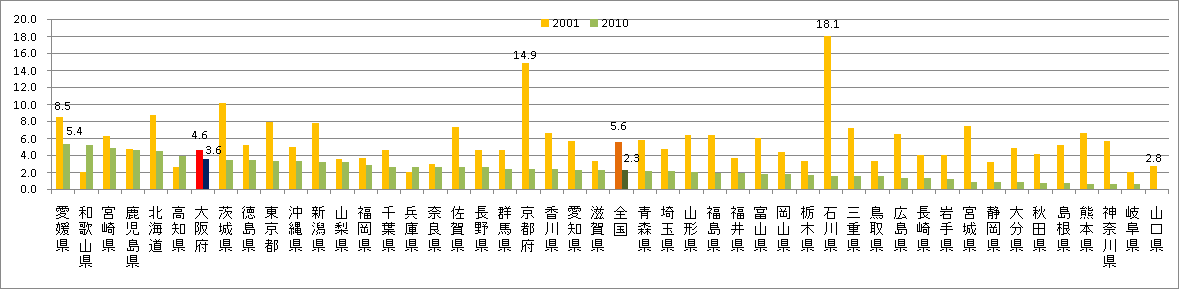 2001 2010
20.0
18.0
16.0
14.0
12.0
10.0
8.0
6.0
4.0
2.0
0.0
8.5
5.4
4.6
3.6
14.9
5.6
2.3
18.1
2.8
愛媛県
和歌山県
宮崎県
鹿児島県
北海道
高知県
大阪府
茨城県
徳島県
東京都
沖縄県
新潟県
山梨県
福岡県
千葉県
兵庫県
奈良県
佐賀県
長野県
群馬県
京都府
香川県
愛知県
滋賀県
全国
青森県
埼玉県
山形県
福島県
福井県
富山県
岡山県
栃木県
石川県
三重県
鳥取県
広島県
長崎県
岩手県
宮城県
静岡県
大分県
秋田県
島根県
熊本県
神奈川県
岐阜県
山口県